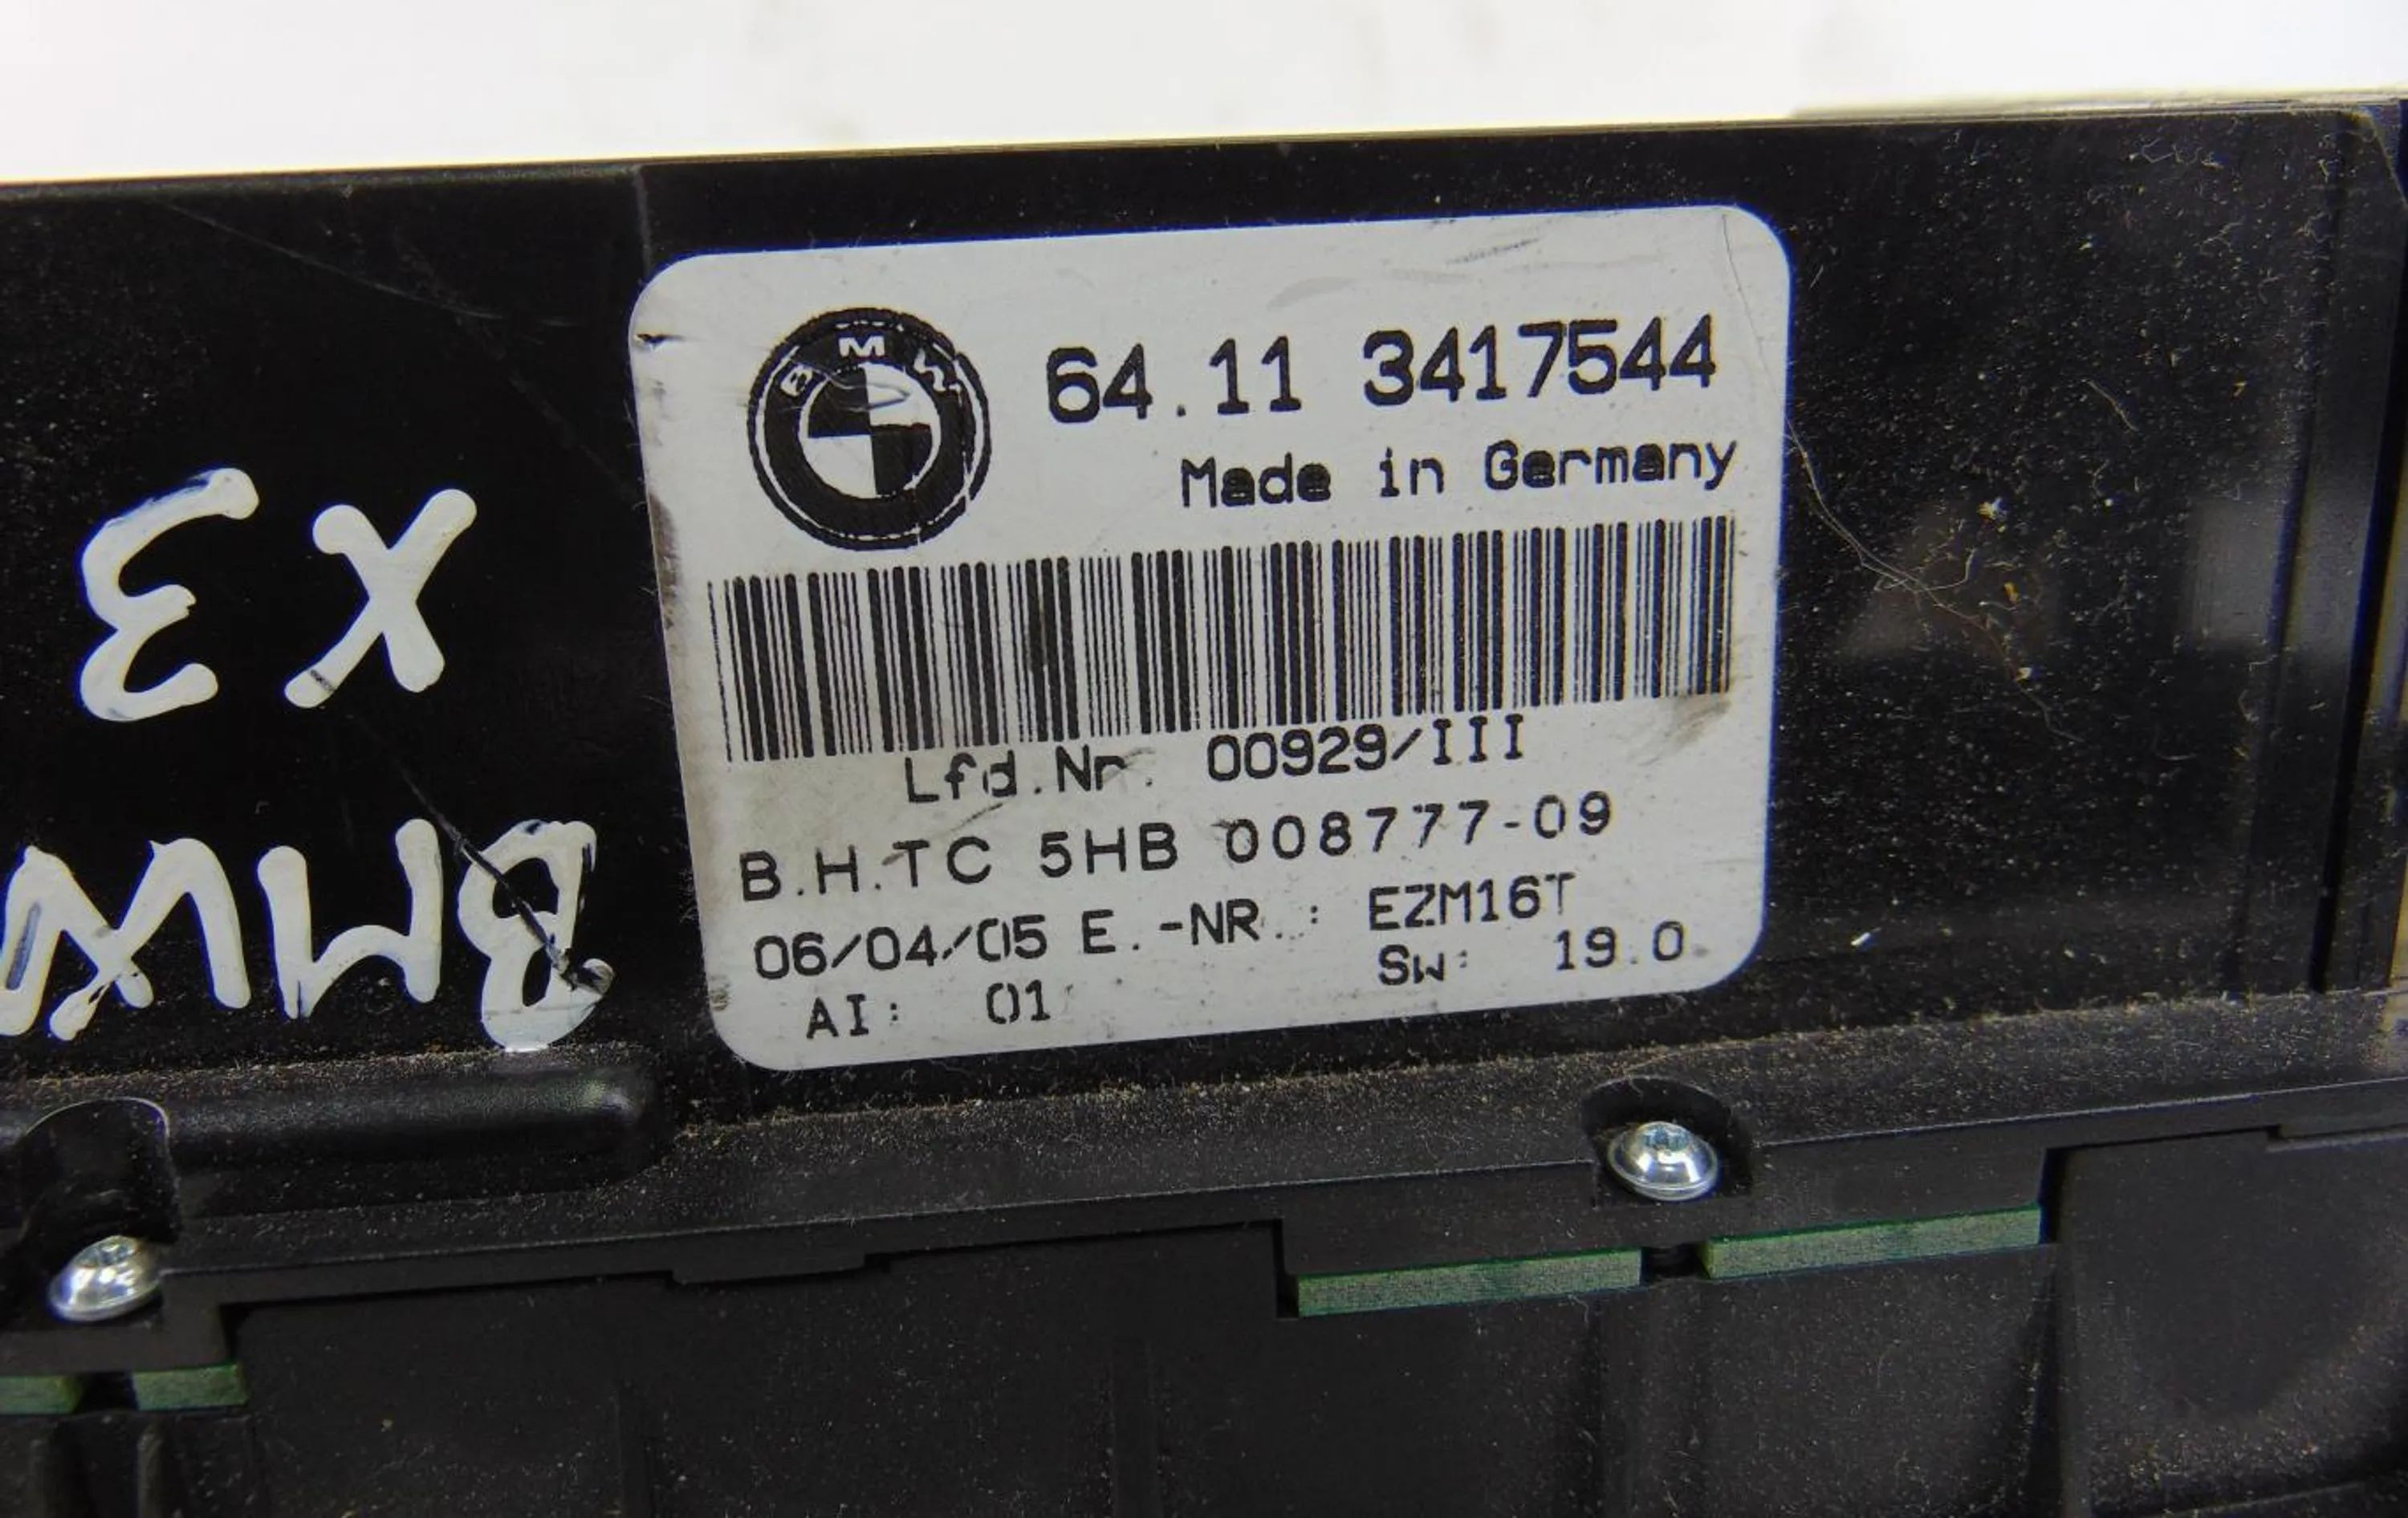 BMW
64.11 3417544
Made in Germany
Lfd.Nr. 00929/III
B.H.TC 5HB 008777-09
06/04/05 E.-NR.: EZM16T
AI: 01 Sw: 19.0
BMW
X3